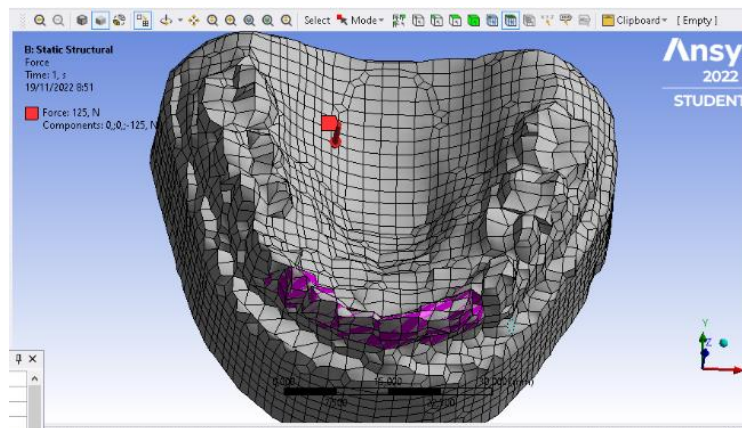 Select Mode Clipboard [ Empty ]
B: Static Structural
Force
Time: 1, s
19/11/2022 8:51
Force: 125, N
Components: 0,;0,;-125, N
Ansy
2022
STUDENT
0,000 15,000 30,000 (mm)
Y
Z